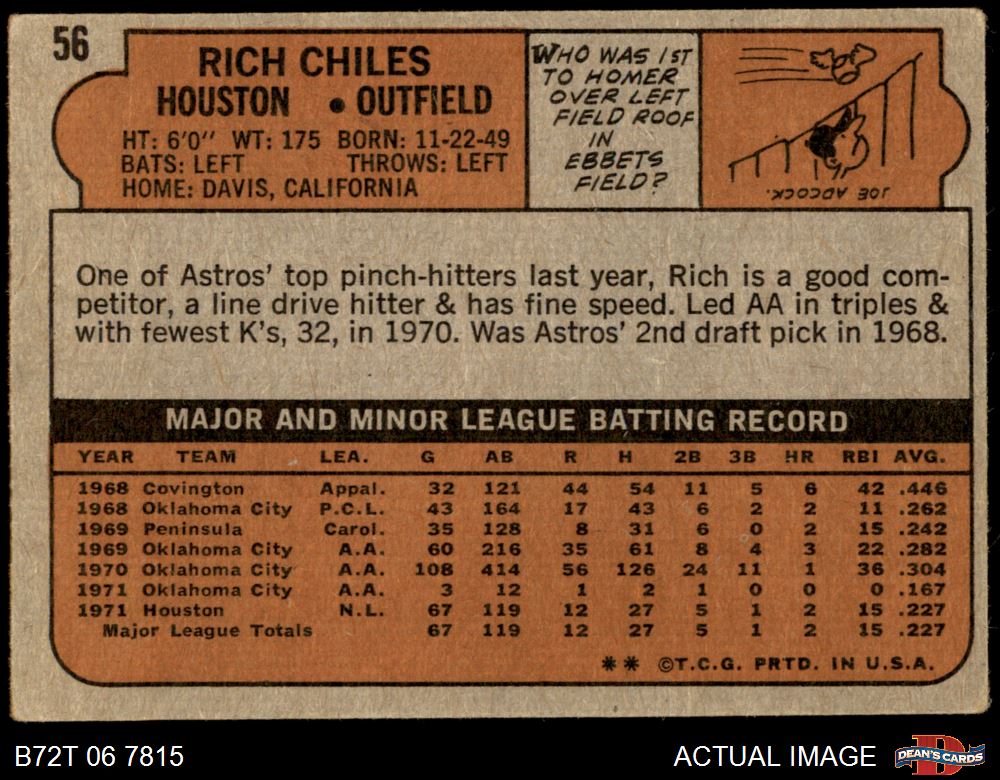 56
RICH CHILES
HOUSTON • OUTFIELD
HT: 6'0" WT: 175 BORN: 11-22-49
BATS: LEFT THROWS: LEFT
HOME: DAVIS, CALIFORNIA
WHO WAS 1ST
TO HOMER
OVER LEFT
FIELD ROOF
IN
EBBETS
FIELD?
JOE ADCOCK.
One of Astros' top pinch-hitters last year, Rich is a good com-
petitor, a line drive hitter & has fine speed. Led AA in triples &
with fewest K's, 32, in 1970. Was Astros' 2nd draft pick in 1968.
MAJOR AND MINOR LEAGUE BATTING RECORD
YEAR TEAM LEA. G AB R H 2B 3B HR RBI AVG.
1968 Covington Appal. 32 121 44 54 11 5 6 42 .446
1968 Oklahoma City P.C.L. 43 164 17 43 6 2 2 11 .262
1969 Peninsula Carol. 35 128 8 31 6 0 2 15 .242
1969 Oklahoma City A.A. 60 216 35 61 8 4 3 22 .282
1970 Oklahoma City A.A. 108 414 56 126 24 11 1 36 .304
1971 Oklahoma City A.A. 3 12 1 2 1 0 0 0 .167
1971 Houston N.L. 67 119 12 27 5 1 2 15 .227
Major League Totals 67 119 12 27 5 1 2 15 .227
** ©T.C.G. PRTD. IN U.S.A.
B72T 06 7815
ACTUAL IMAGE
D
DEAN'S CARDS